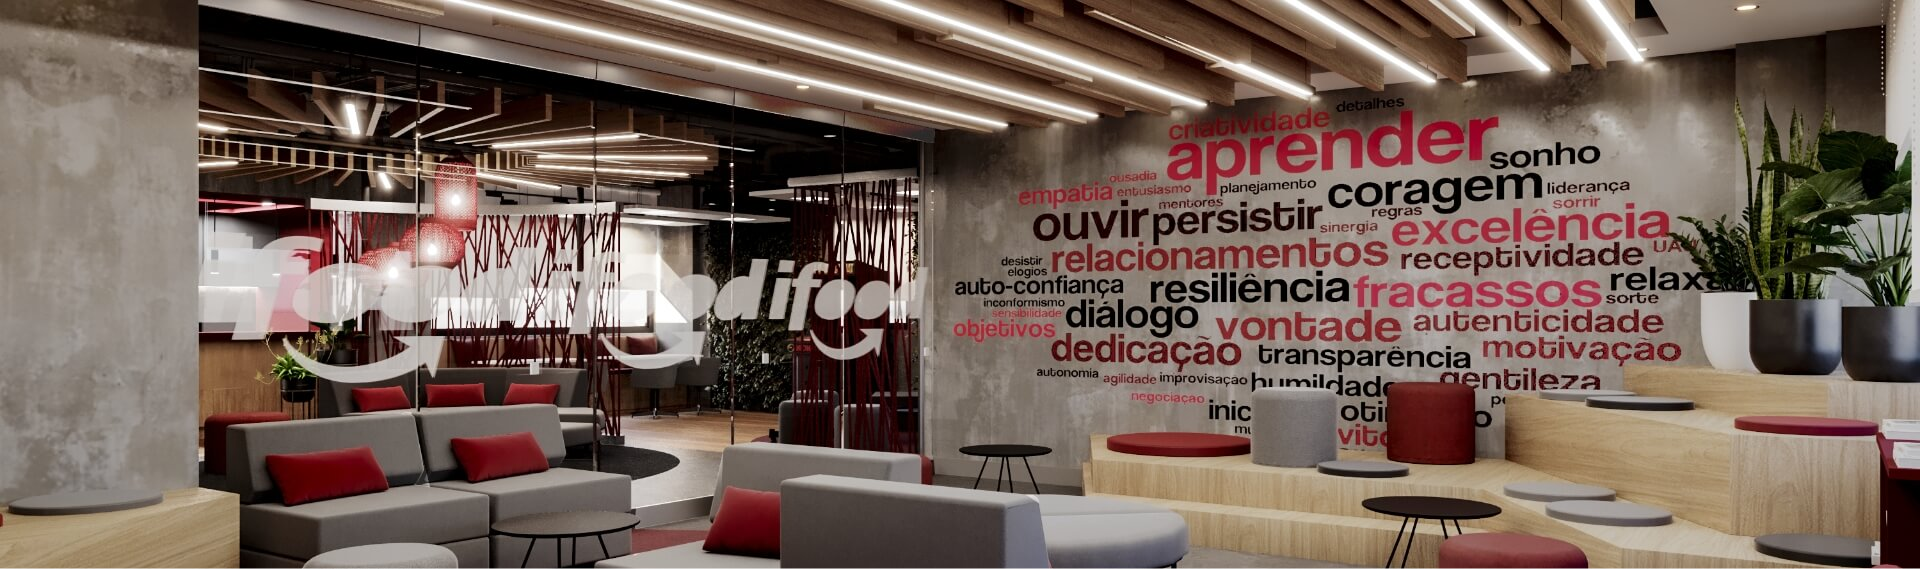 detalhes
criatividade
aprender
sonho
ousadia
empatia entusiasmo planejamento coragem liderança
mentores regras sorrir
ouvir persistir sinergia excelência
desistir relacionamentos receptividade
elogios
auto-confiança resiliência fracassos
inconformismo sorte
sensibilidade diálogo
objetivos vontade autenticidade
dedicação transparência motivação
autonomia agilidade improvisação humildade gentileza
negociação
ifood ifood